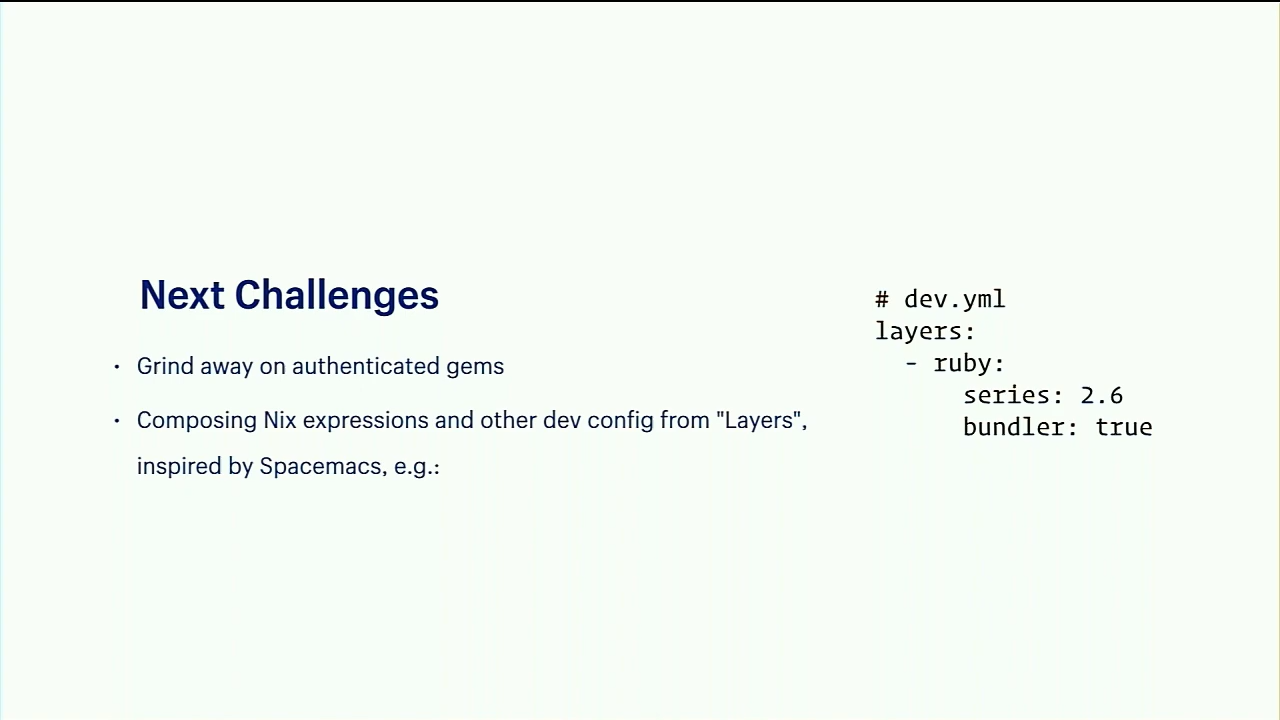 Next Challenges
• Grind away on authenticated gems
• Composing Nix expressions and other dev config from "Layers",
inspired by Spacemacs, e.g.:
# dev.yml
layers:
  - ruby:
      series: 2.6
      bundler: true